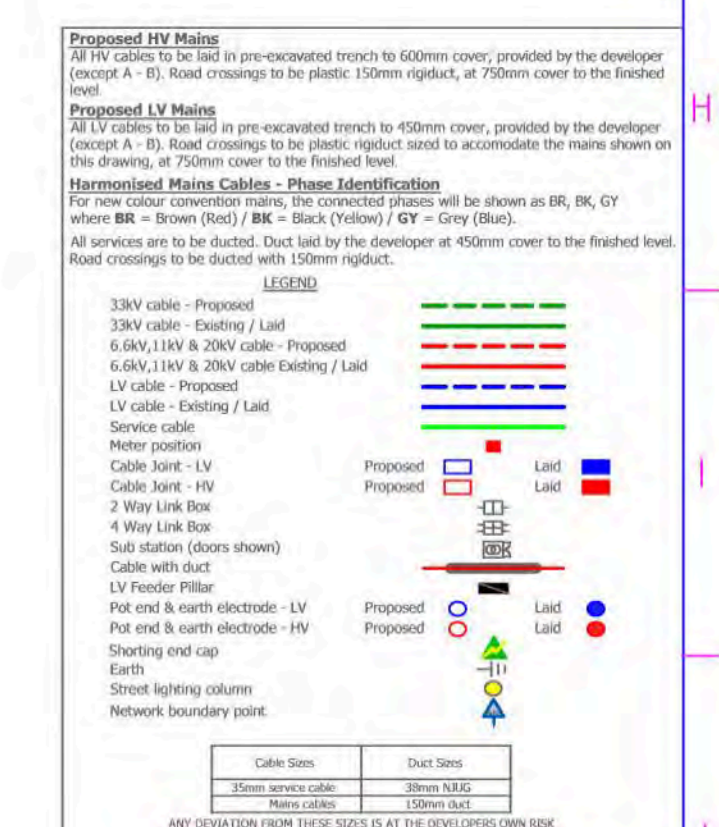 Proposed HV Mains
All HV cables to be laid in pre-excavated trench to 600mm cover, provided by the developer
(except A - B). Road crossings to be plastic 150mm rigiduct, at 750mm cover to the finished
level.
Proposed LV Mains
All LV cables to be laid in pre-excavated trench to 450mm cover, provided by the developer
(except A - B). Road crossings to be plastic rigiduct sized to accomodate the mains shown on
this drawing, at 750mm cover to the finished level.
Harmonised Mains Cables - Phase Identification
For new colour convention mains, the connected phases will be shown as BR, BK, GY
where BR = Brown (Red) / BK = Black (Yellow) / GY = Grey (Blue).
All services are to be ducted. Duct laid by the developer at 450mm cover to the finished level.
Road crossings to be ducted with 150mm rigiduct.
LEGEND
33kV cable - Proposed
33kV cable - Existing / Laid
6.6kV,11kV & 20kV cable - Proposed
6.6kV,11kV & 20kV cable Existing / Laid
LV cable - Proposed
LV cable - Existing / Laid
Service cable
Meter position
Cable Joint - LV Proposed Laid
Cable Joint - HV Proposed Laid
2 Way Link Box
4 Way Link Box
Sub station (doors shown)
Cable with duct
LV Feeder Pilllar
Pot end & earth electrode - LV Proposed Laid
Pot end & earth electrode - HV Proposed Laid
Shorting end cap
Earth
Street lighting column
Network boundary point
Cable Sizes Duct Sizes
35mm service cable 38mm NJUG
Mains cables 150mm duct
ANY DEVIATION FROM THESE SIZES IS AT THE DEVELOPERS OWN RISK
H
I